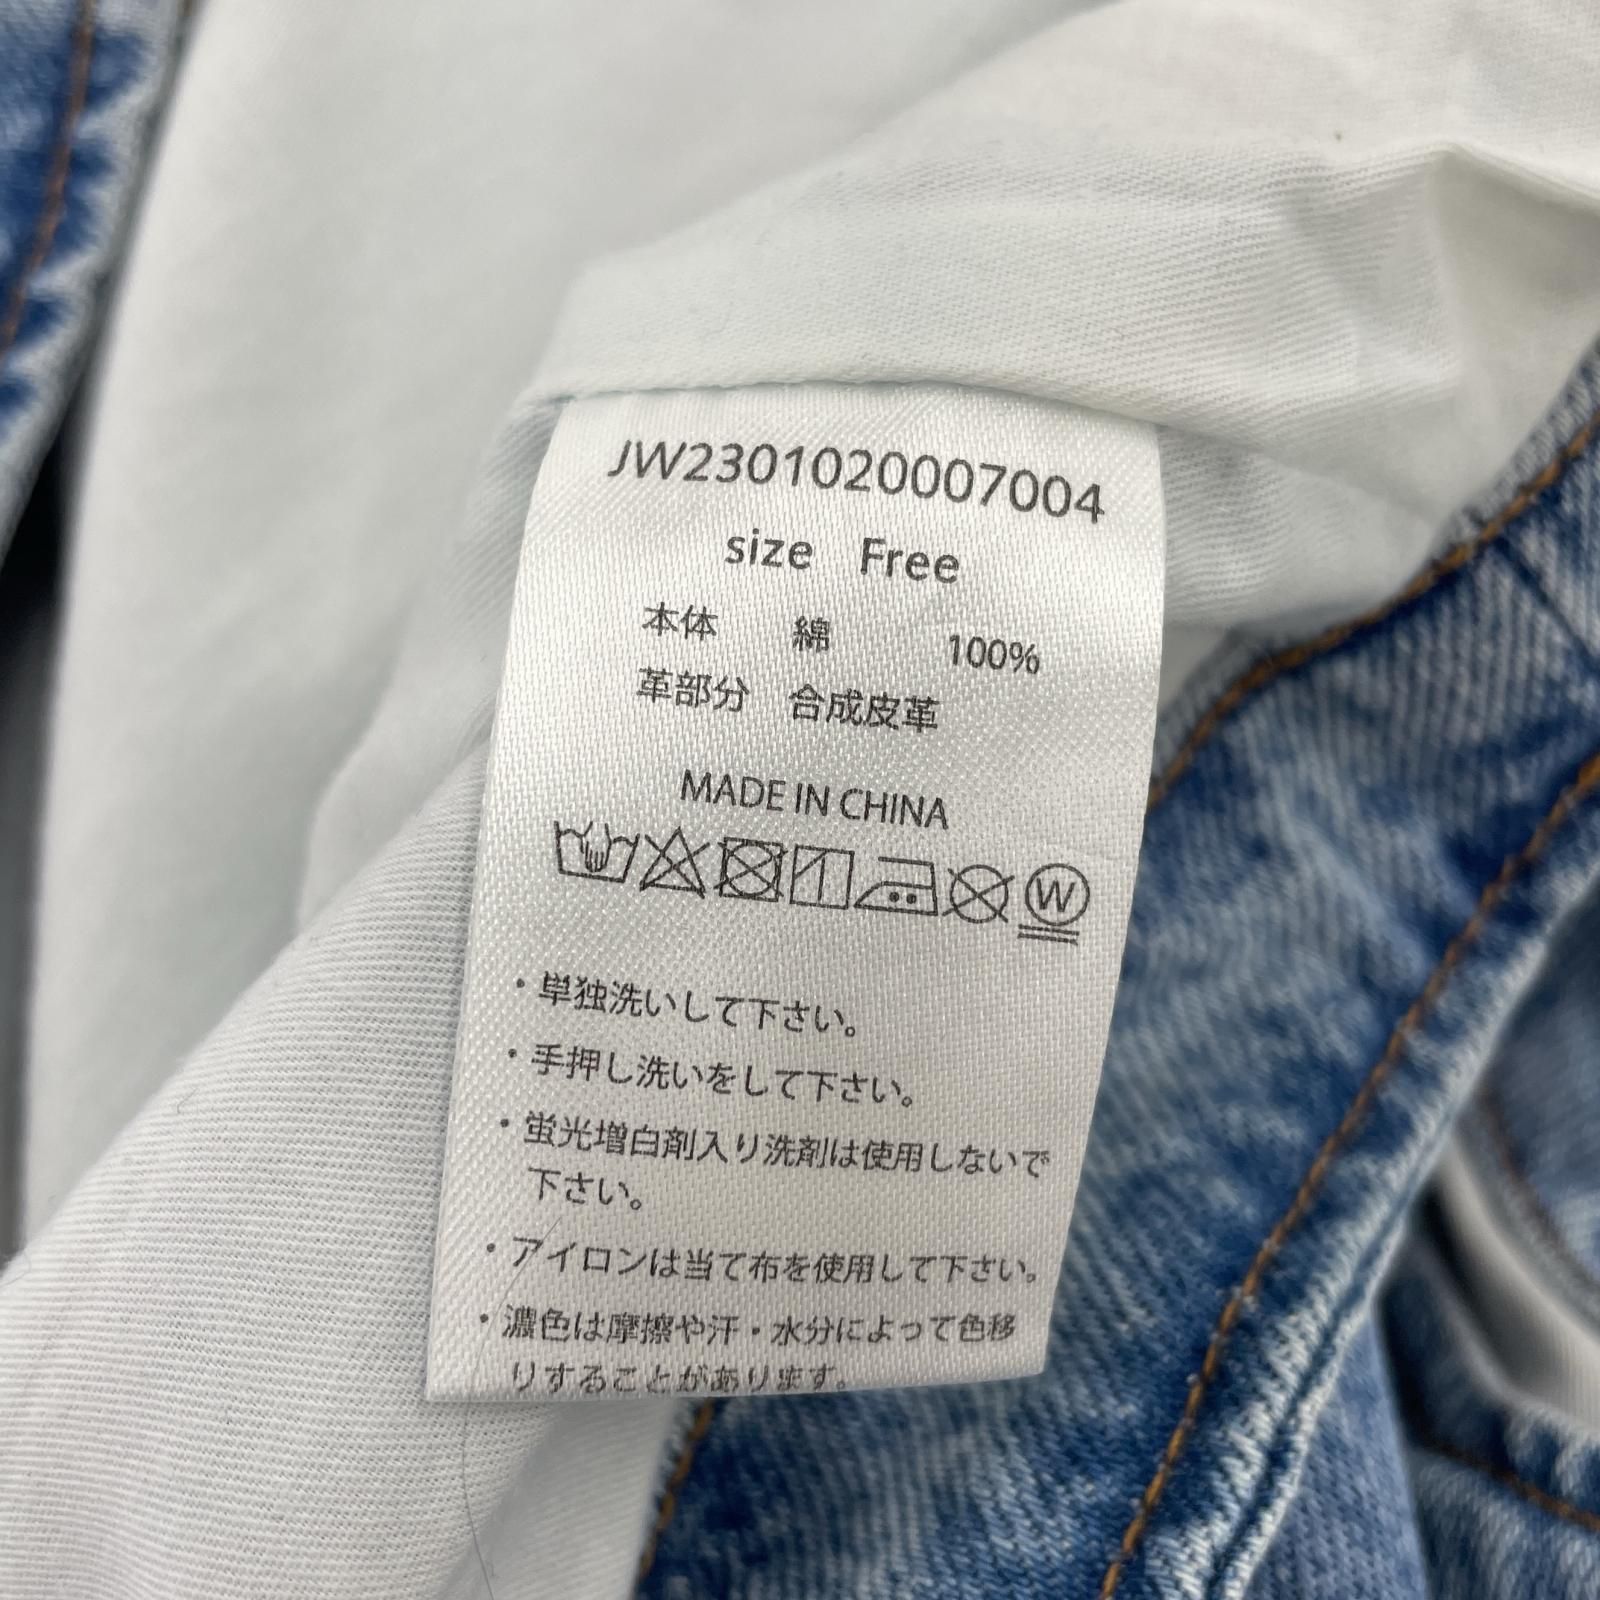 JW2301020007004
size Free
本体 綿 100%
革部分 合成皮革
MADE IN CHINA
W
・単独洗いして下さい。
・手押し洗いをして下さい。
・蛍光増白剤入り洗剤は使用しないで
下さい。
・アイロンは当て布を使用して下さい。
・濃色は摩擦や汗・水分によって色移
りすることがあります。